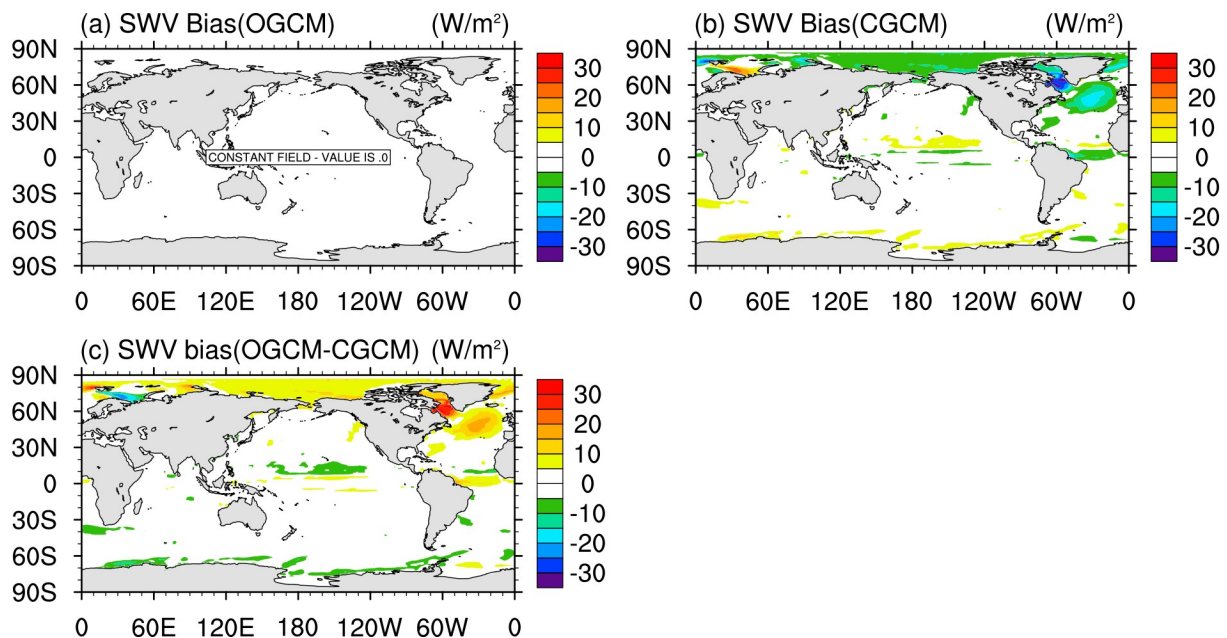 (a) SWV Bias(OGCM) (W/m²)
90N
60N
30N
0
30S
60S
90S
CONSTANT FIELD - VALUE IS .0
0 60E 120E 180 120W 60W 0
30
20
10
0
-10
-20
-30
(b) SWV Bias(CGCM) (W/m²)
90N
60N
30N
0
30S
60S
90S
0 60E 120E 180 120W 60W 0
30
20
10
0
-10
-20
-30
(c) SWV bias(OGCM-CGCM) (W/m²)
90N
60N
30N
0
30S
60S
90S
0 60E 120E 180 120W 60W 0
30
20
10
0
-10
-20
-30